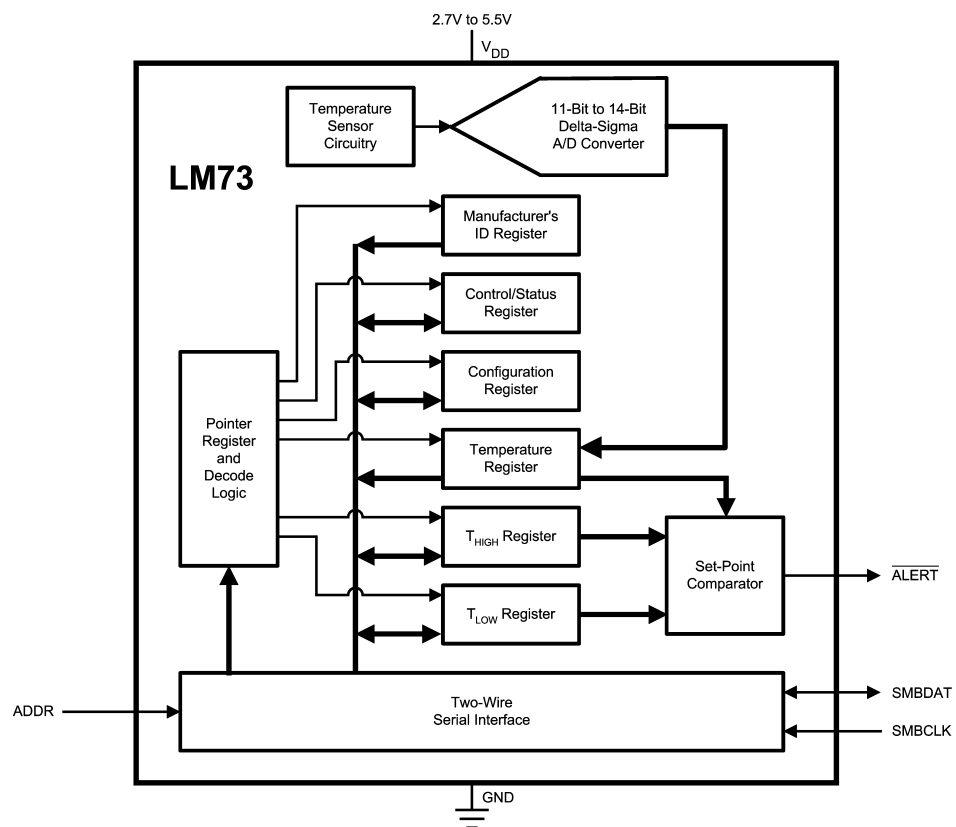 2.7V to 5.5V
VDD
Temperature
Sensor
Circuitry
11-Bit to 14-Bit
Delta-Sigma
A/D Converter
LM73
Manufacturer's
ID Register
Control/Status
Register
Configuration
Register
Pointer
Register
and
Decode
Logic
Temperature
Register
THIGH Register
Set-Point
Comparator
ALERT
TLOW Register
Two-Wire
Serial Interface
ADDR
SMBDAT
SMBCLK
GND